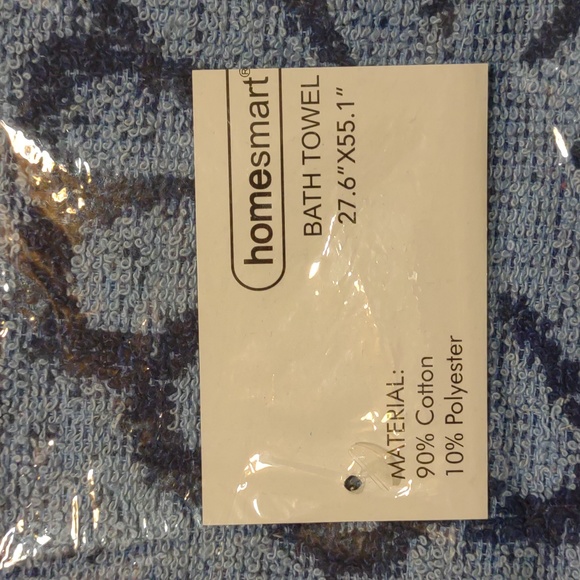 homesmart®
BATH TOWEL
27.6"X55.1"
MATERIAL:
90% Cotton
10% Polyester